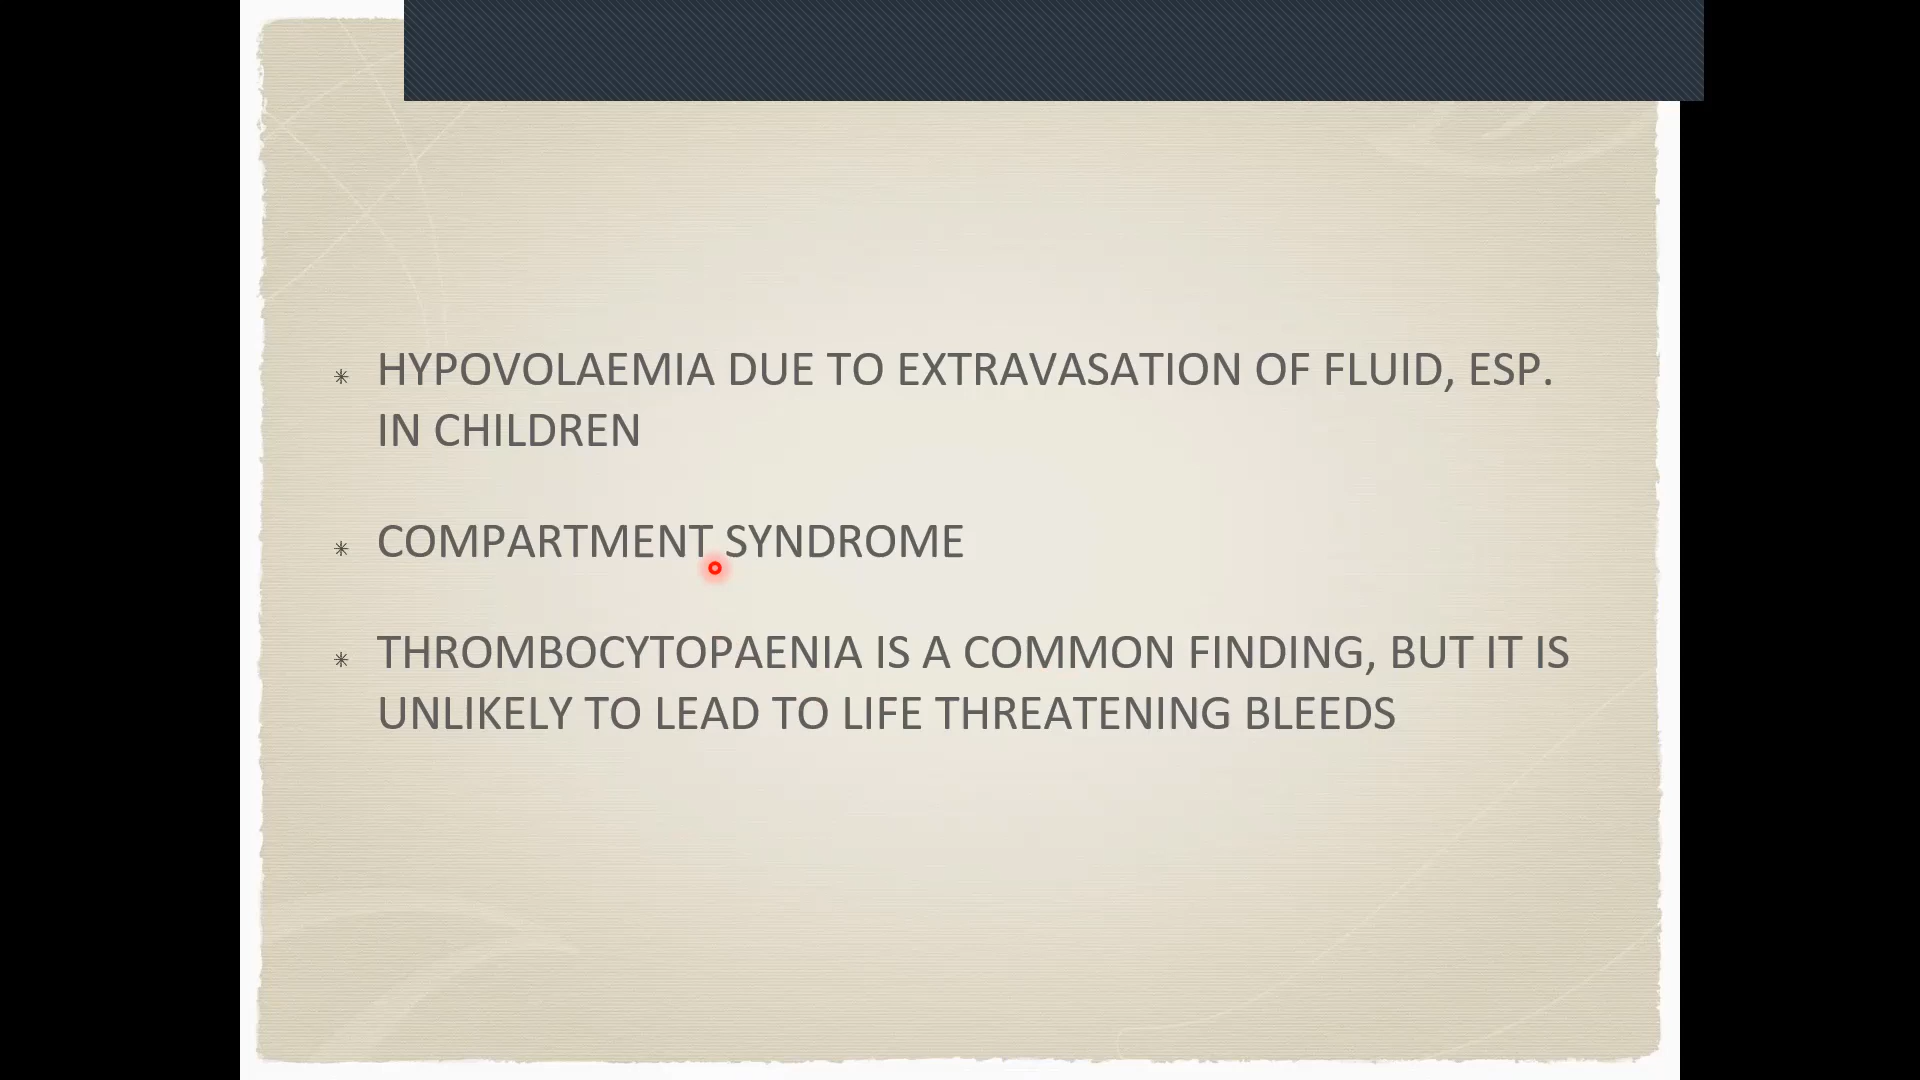 HYPOVOLAEMIA DUE TO EXTRAVASATION OF FLUID, ESP.
IN CHILDREN
COMPARTMENT SYNDROME
THROMBOCYTOPAENIA IS A COMMON FINDING, BUT IT IS
UNLIKELY TO LEAD TO LIFE THREATENING BLEEDS